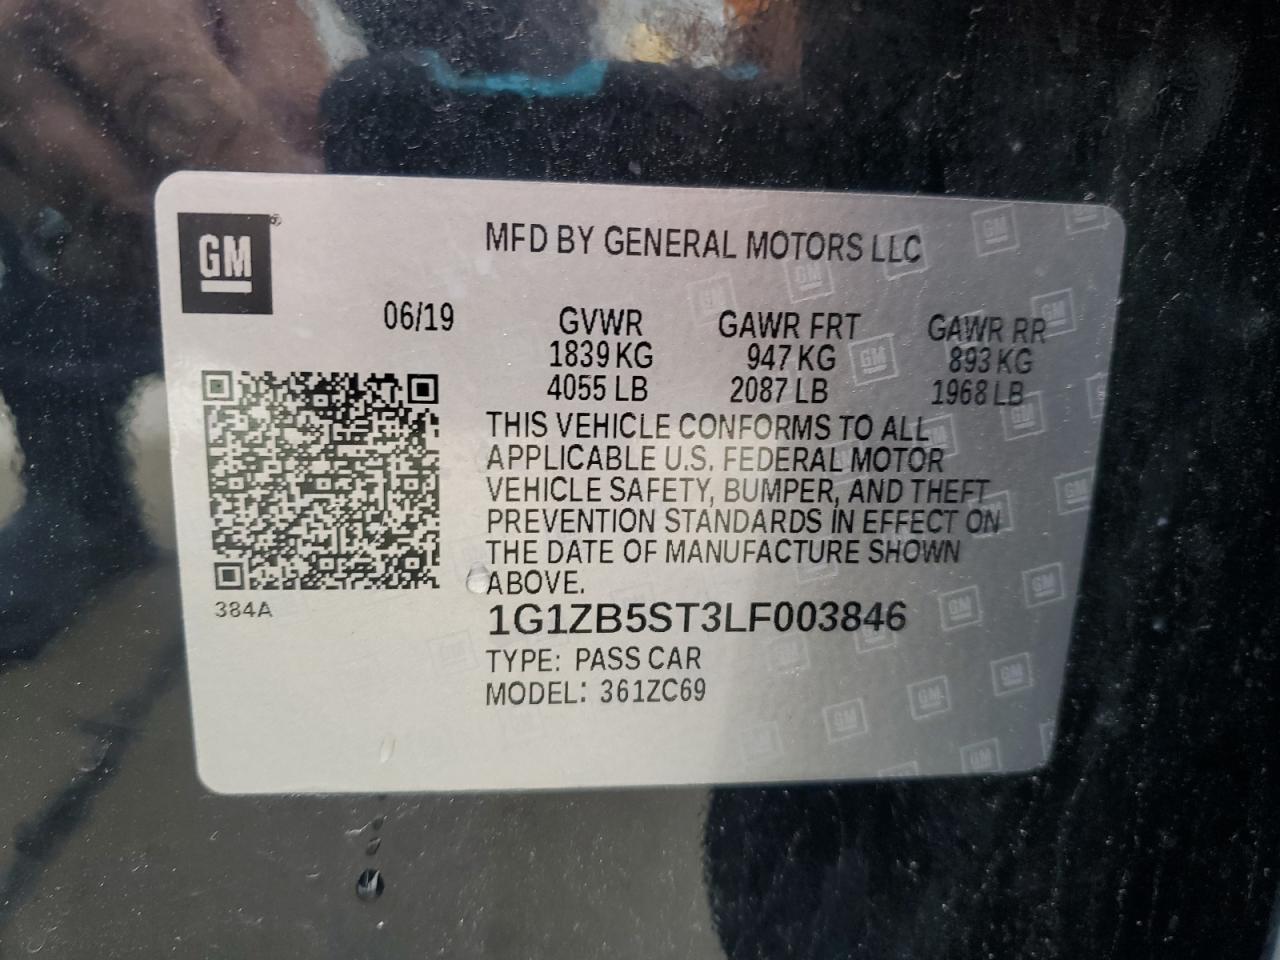 GM
MFD BY GENERAL MOTORS LLC
06/19
GVWR GAWR FRT GAWR RR
1839 KG 947 KG 893 KG
4055 LB 2087 LB 1968 LB
THIS VEHICLE CONFORMS TO ALL
APPLICABLE U.S. FEDERAL MOTOR
VEHICLE SAFETY, BUMPER, AND THEFT
PREVENTION STANDARDS IN EFFECT ON
THE DATE OF MANUFACTURE SHOWN
ABOVE.
384A
1G1ZB5ST3LF003846
TYPE: PASS CAR
MODEL: 361ZC69